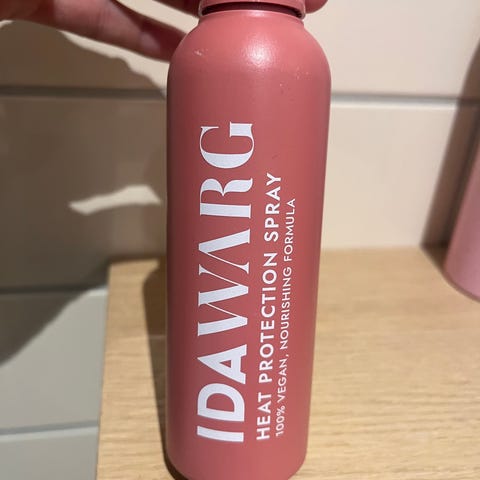 IDAWARG
HEAT PROTECTION SPRAY
100% VEGAN, NOURISHING FORMULA